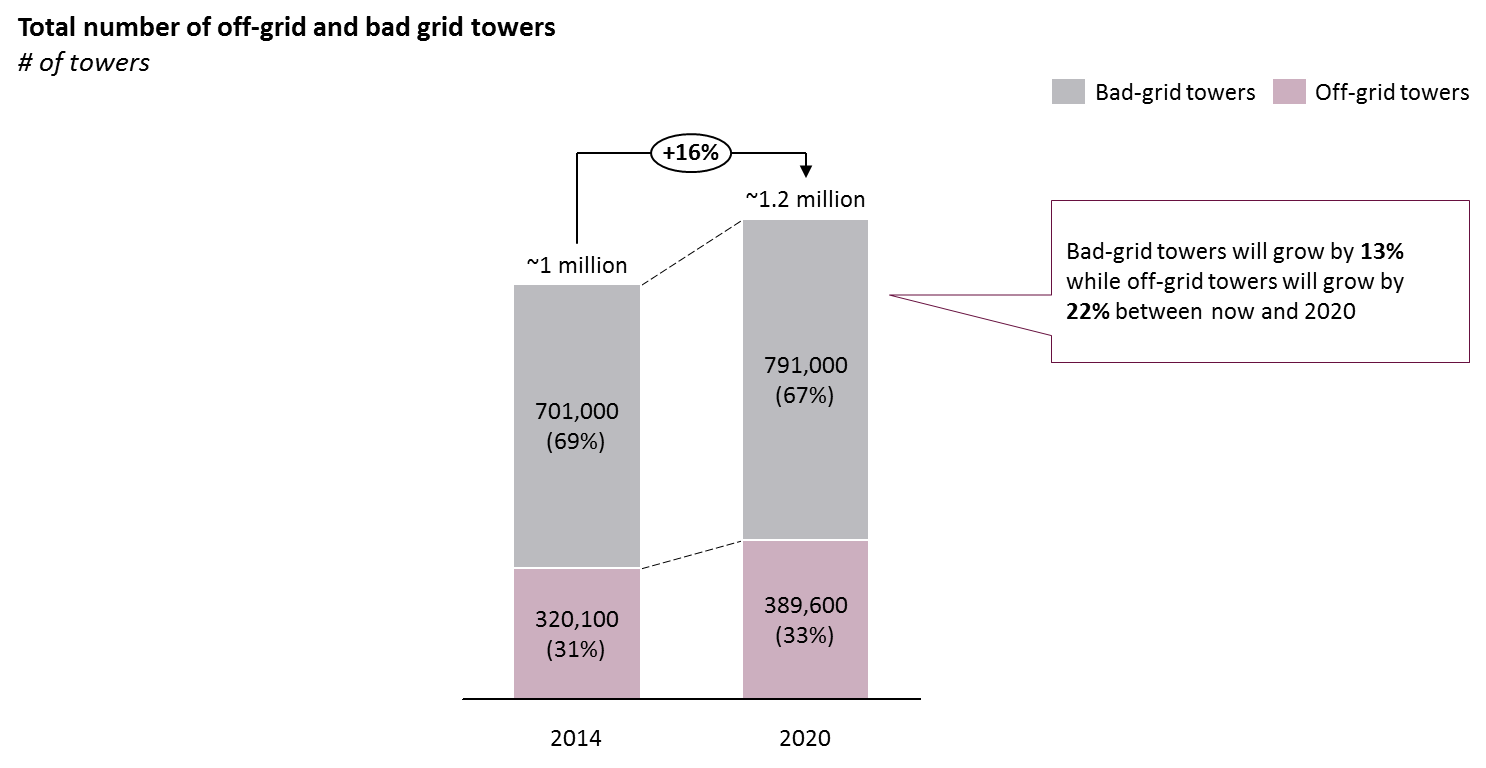 Total number of off-grid and bad grid towers
# of towers
Bad-grid towers
Off-grid towers
+16%
~1 million
~1.2 million
Bad-grid towers will grow by 13%
while off-grid towers will grow by
22% between now and 2020
701,000
(69%)
791,000
(67%)
320,100
(31%)
389,600
(33%)
2014
2020